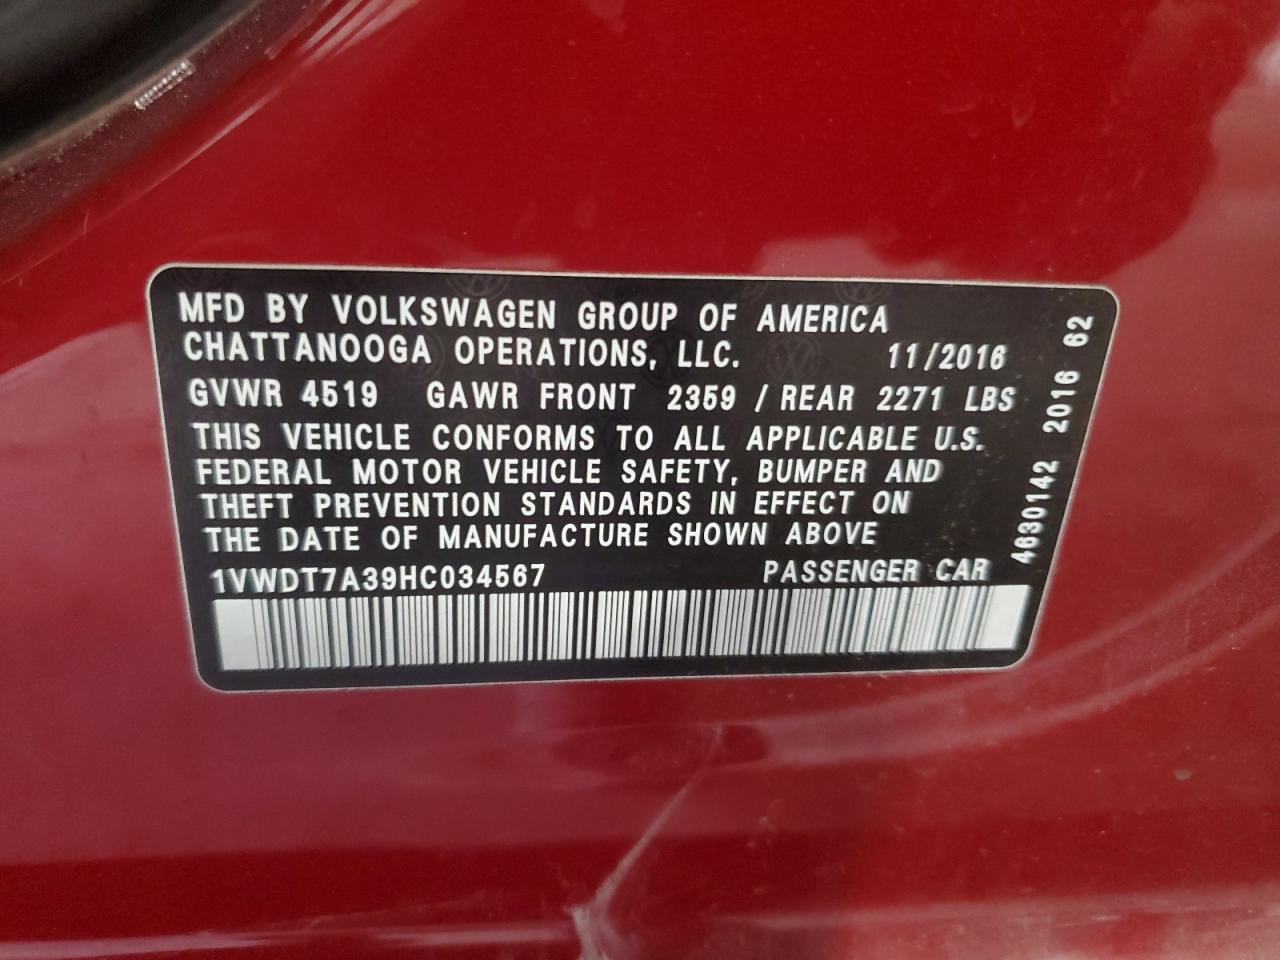 MFD BY VOLKSWAGEN GROUP OF AMERICA
CHATTANOOGA OPERATIONS, LLC. 11/2016
GVWR 4519 GAWR FRONT 2359 / REAR 2271 LBS
THIS VEHICLE CONFORMS TO ALL APPLICABLE U.S.
FEDERAL MOTOR VEHICLE SAFETY, BUMPER AND
THEFT PREVENTION STANDARDS IN EFFECT ON
THE DATE OF MANUFACTURE SHOWN ABOVE
1VWDT7A39HC034567 PASSENGER CAR
4630142 2016 62